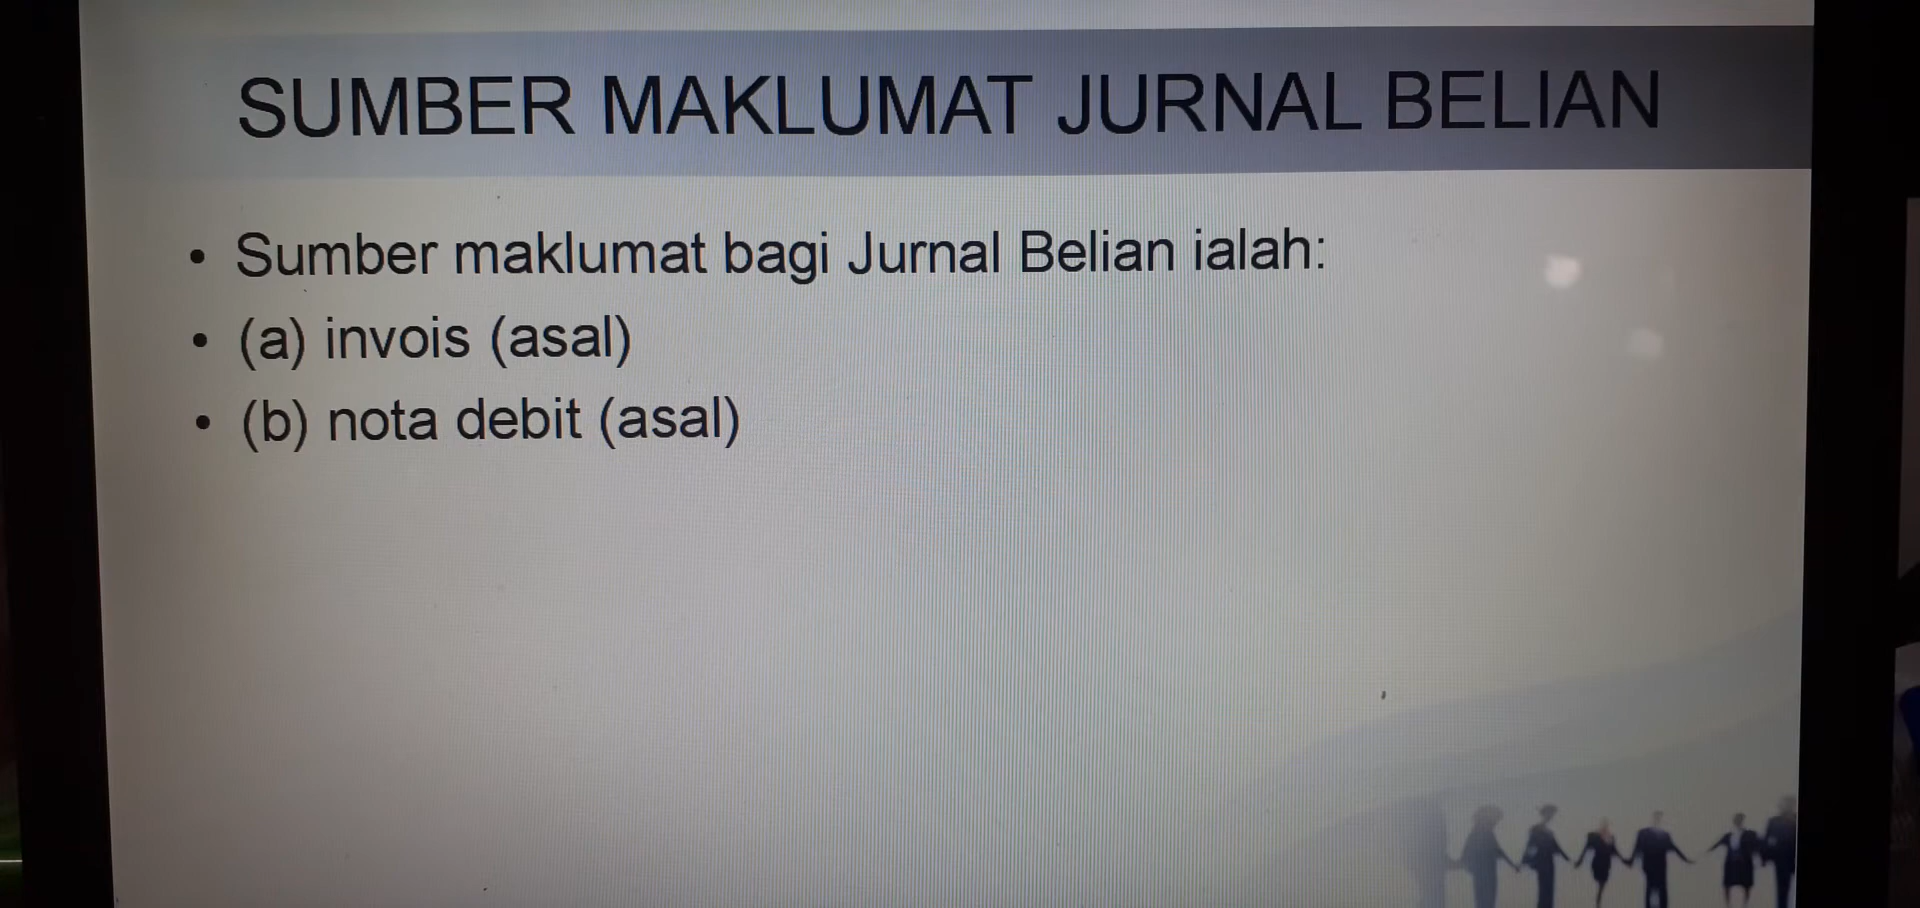 SUMBER MAKLUMAT JURNAL BELIAN
• Sumber maklumat bagi Jurnal Belian ialah:
• (a) invois (asal)
• (b) nota debit (asal)